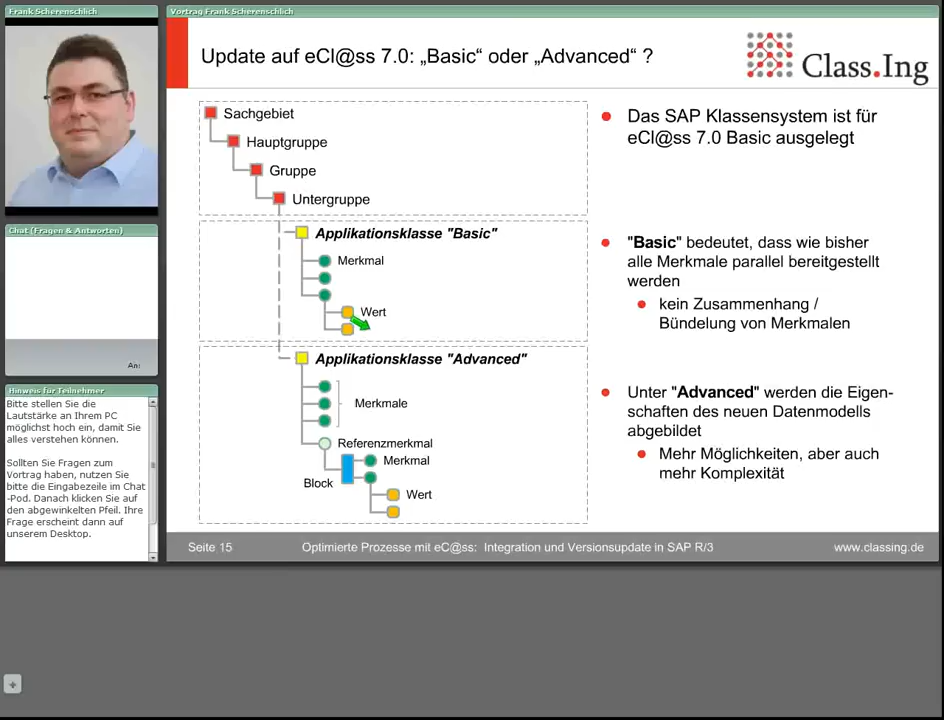 Frank Scherenschlich
Vortrag Frank Scherenschlich
Update auf eCl@ss 7.0: „Basic“ oder „Advanced“ ?
Class.Ing
Sachgebiet
Hauptgruppe
Gruppe
Untergruppe
Applikationsklasse "Basic"
Merkmal
Wert
Applikationsklasse "Advanced"
Merkmale
Referenzmerkmal
Merkmal
Block
Wert
Das SAP Klassensystem ist für
eCl@ss 7.0 Basic ausgelegt
"Basic" bedeutet, dass wie bisher
alle Merkmale parallel bereitgestellt
werden
kein Zusammenhang /
Bündelung von Merkmalen
Unter "Advanced" werden die Eigen-
schaften des neuen Datenmodells
abgebildet
Mehr Möglichkeiten, aber auch
mehr Komplexität
Seite 15
Optimierte Prozesse mit eC@ss: Integration und Versionsupdate in SAP R/3
www.classing.de
Chat (Fragen & Antworten)
An:
Hinweis für Teilnehmer
Bitte stellen Sie die
Lautstärke an Ihrem PC
möglichst hoch ein, damit Sie
alles verstehen können.
Sollten Sie Fragen zum
Vortrag haben, nutzen Sie
bitte die Eingabezeile im Chat
-Pod. Danach klicken Sie auf
den abgewinkelten Pfeil. Ihre
Frage erscheint dann auf
unserem Desktop.